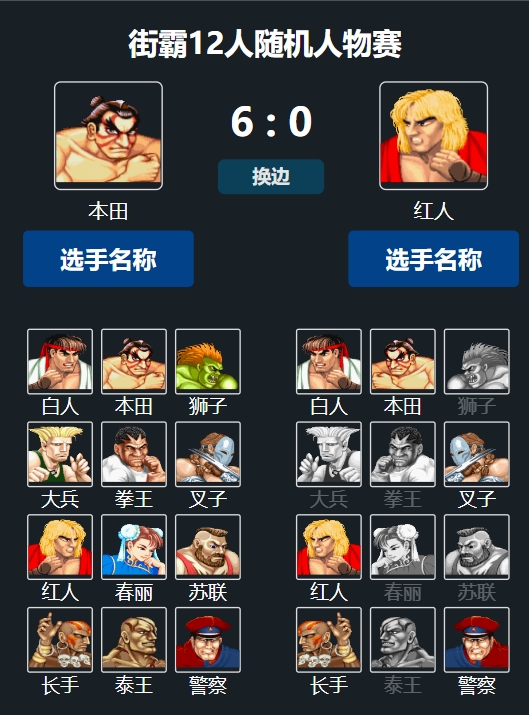 街霸12人随机人物赛
6 : 0
换边
本田 红人
选手名称 选手名称
白人 本田 狮子 白人 本田 狮子
大兵 拳王 叉子 大兵 拳王 叉子
红人 春丽 苏联 红人 春丽 苏联
长手 泰王 警察 长手 泰王 警察